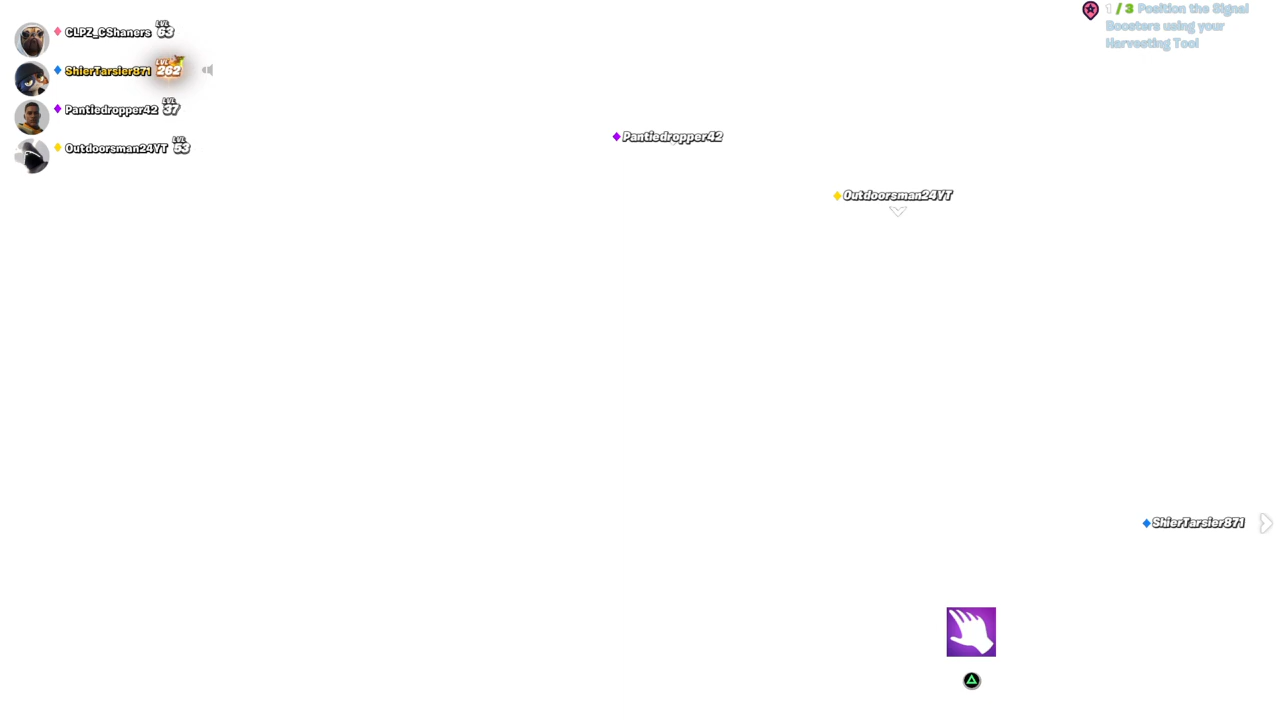 CLPZ_CShaners LVL 63
ShierTarsier871 LVL 262
Pantiedropper42 LVL 37
Outdoorsman24YT LVL 53
1 / 3 Position the Signal
Boosters using your
Harvesting Tool
Pantiedropper42
Outdoorsman24YT
ShierTarsier871